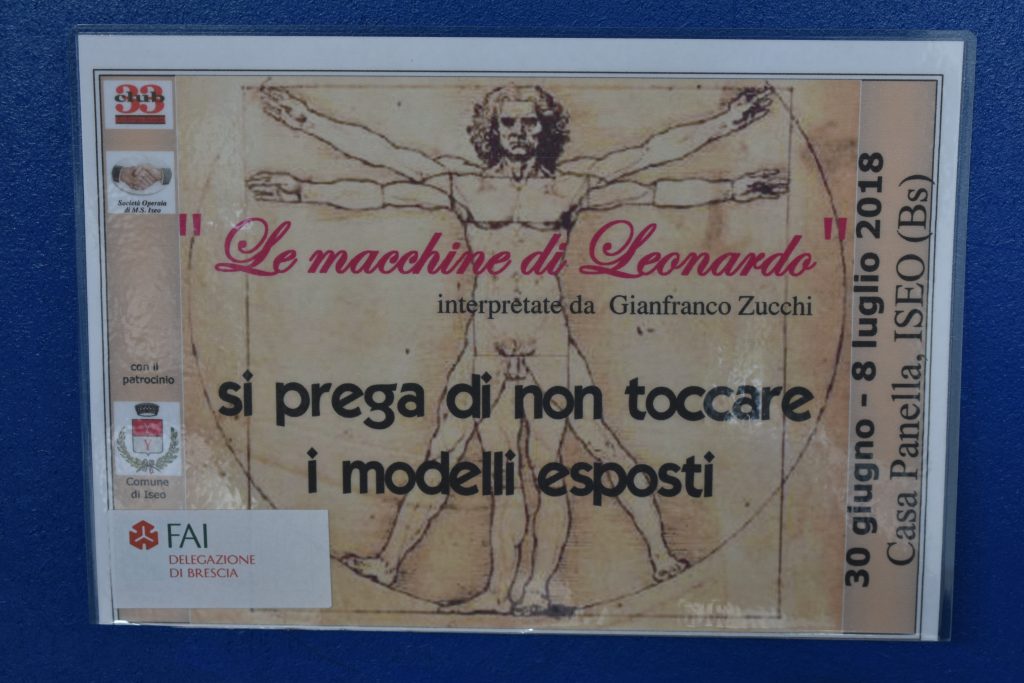 33
club
Società Operaia
di M.S. Iseo
" Le macchine di Leonardo "
interpretate da Gianfranco Zucchi
si prega di non toccare
i modelli esposti
con il
patrocinio
Comune
di Iseo
FAI
DELEGAZIONE
DI BRESCIA
30 giugno - 8 luglio 2018
Casa Panella, ISEO (Bs)